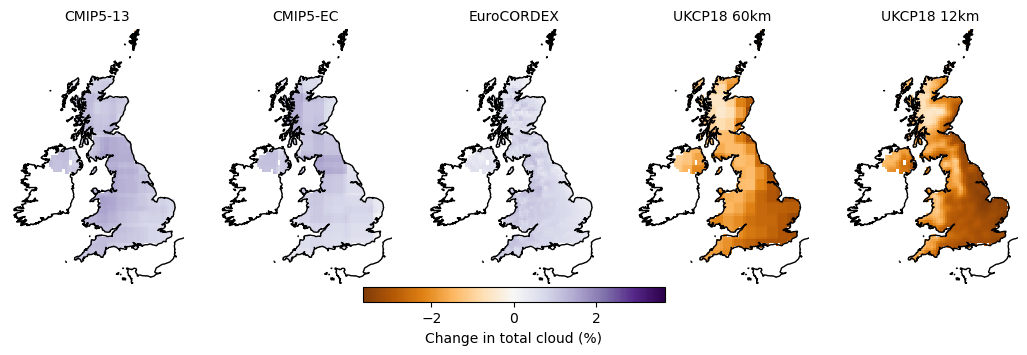 CMIP5-13 CMIP5-EC EuroCORDEX UKCP18 60km UKCP18 12km
−2 0 2
Change in total cloud (%)